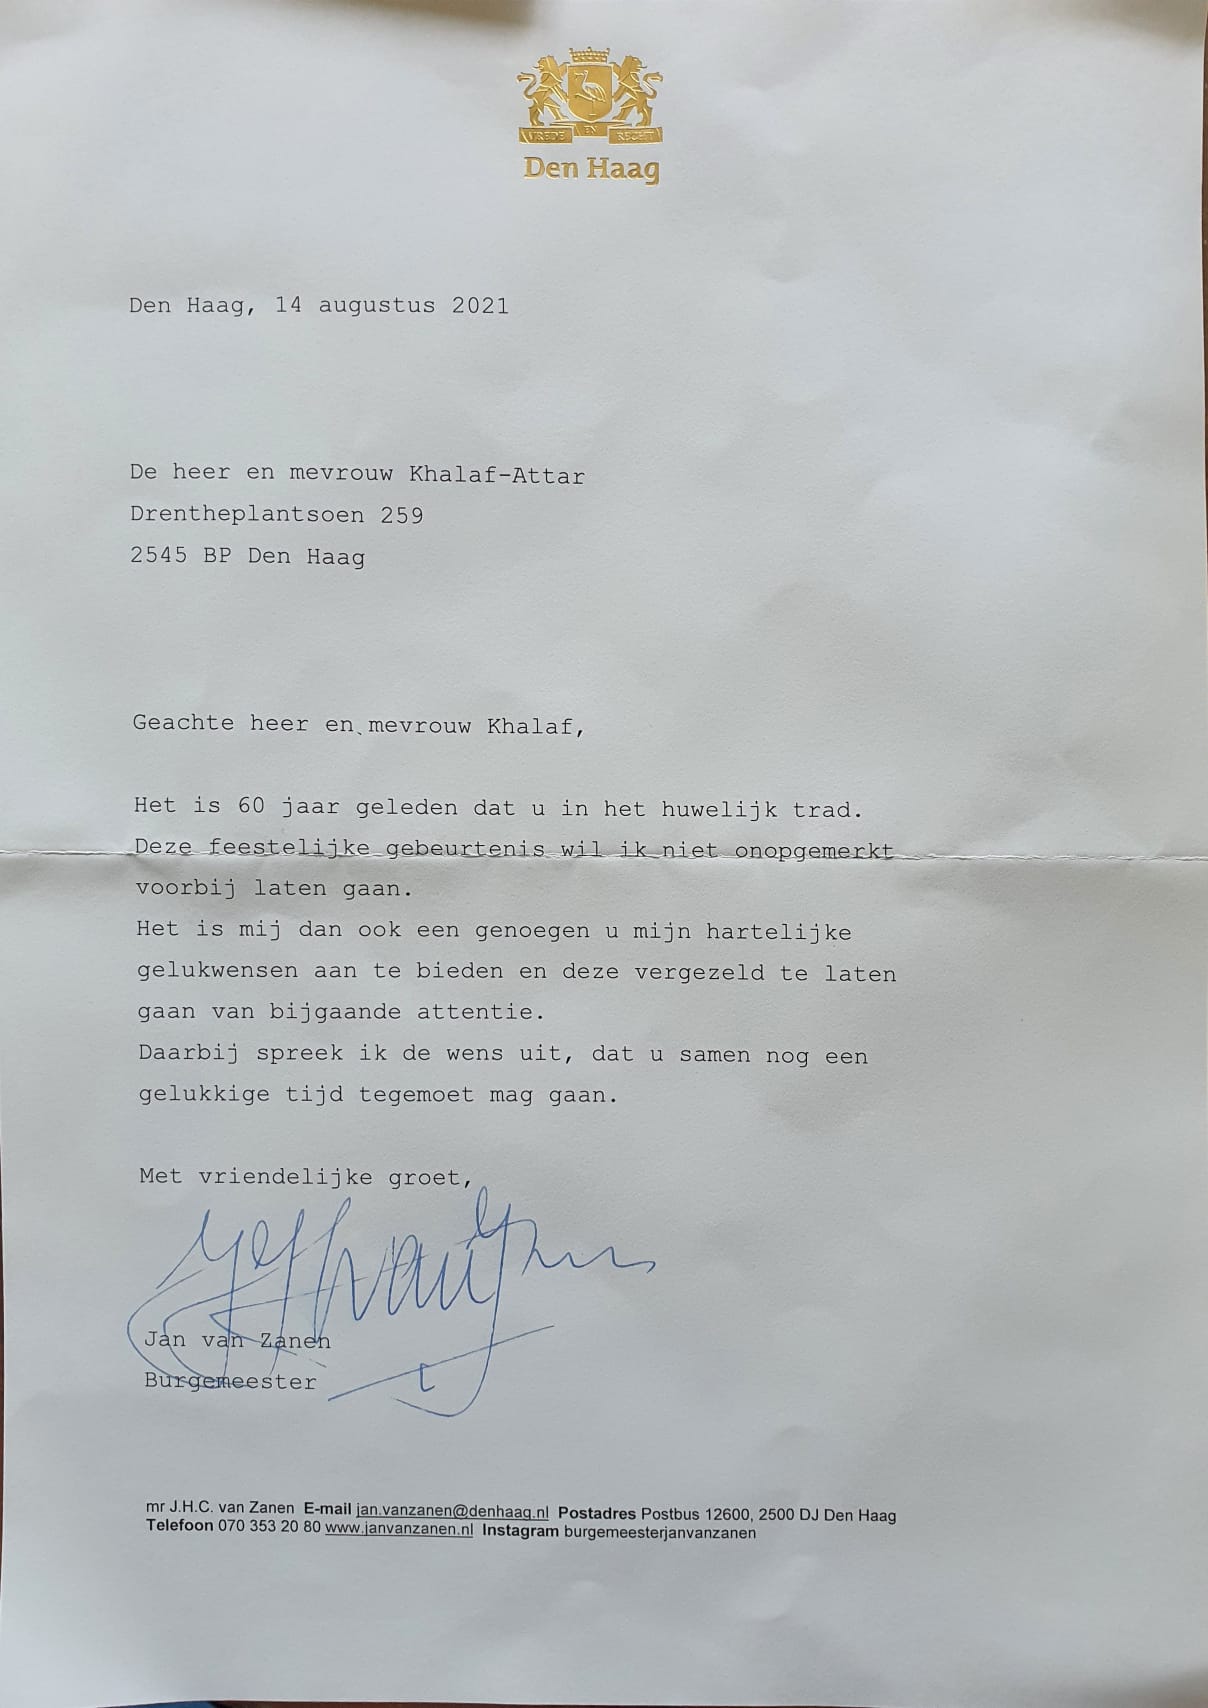 VREDE EN RECHT
Den Haag
Den Haag, 14 augustus 2021
De heer en mevrouw Khalaf-Attar
Drentheplantsoen 259
2545 BP Den Haag
Geachte heer en mevrouw Khalaf,
Het is 60 jaar geleden dat u in het huwelijk trad.
Deze feestelijke gebeurtenis wil ik niet onopgemerkt
voorbij laten gaan.
Het is mij dan ook een genoegen u mijn hartelijke
gelukwensen aan te bieden en deze vergezeld te laten
gaan van bijgaande attentie.
Daarbij spreek ik de wens uit, dat u samen nog een
gelukkige tijd tegemoet mag gaan.
Met vriendelijke groet,
Jan van Zanen
Burgemeester
mr J.H.C. van Zanen E-mail jan.vanzanen@denhaag.nl Postadres Postbus 12600, 2500 DJ Den Haag
Telefoon 070 353 20 80 www.janvanzanen.nl Instagram burgemeesterjanvanzanen